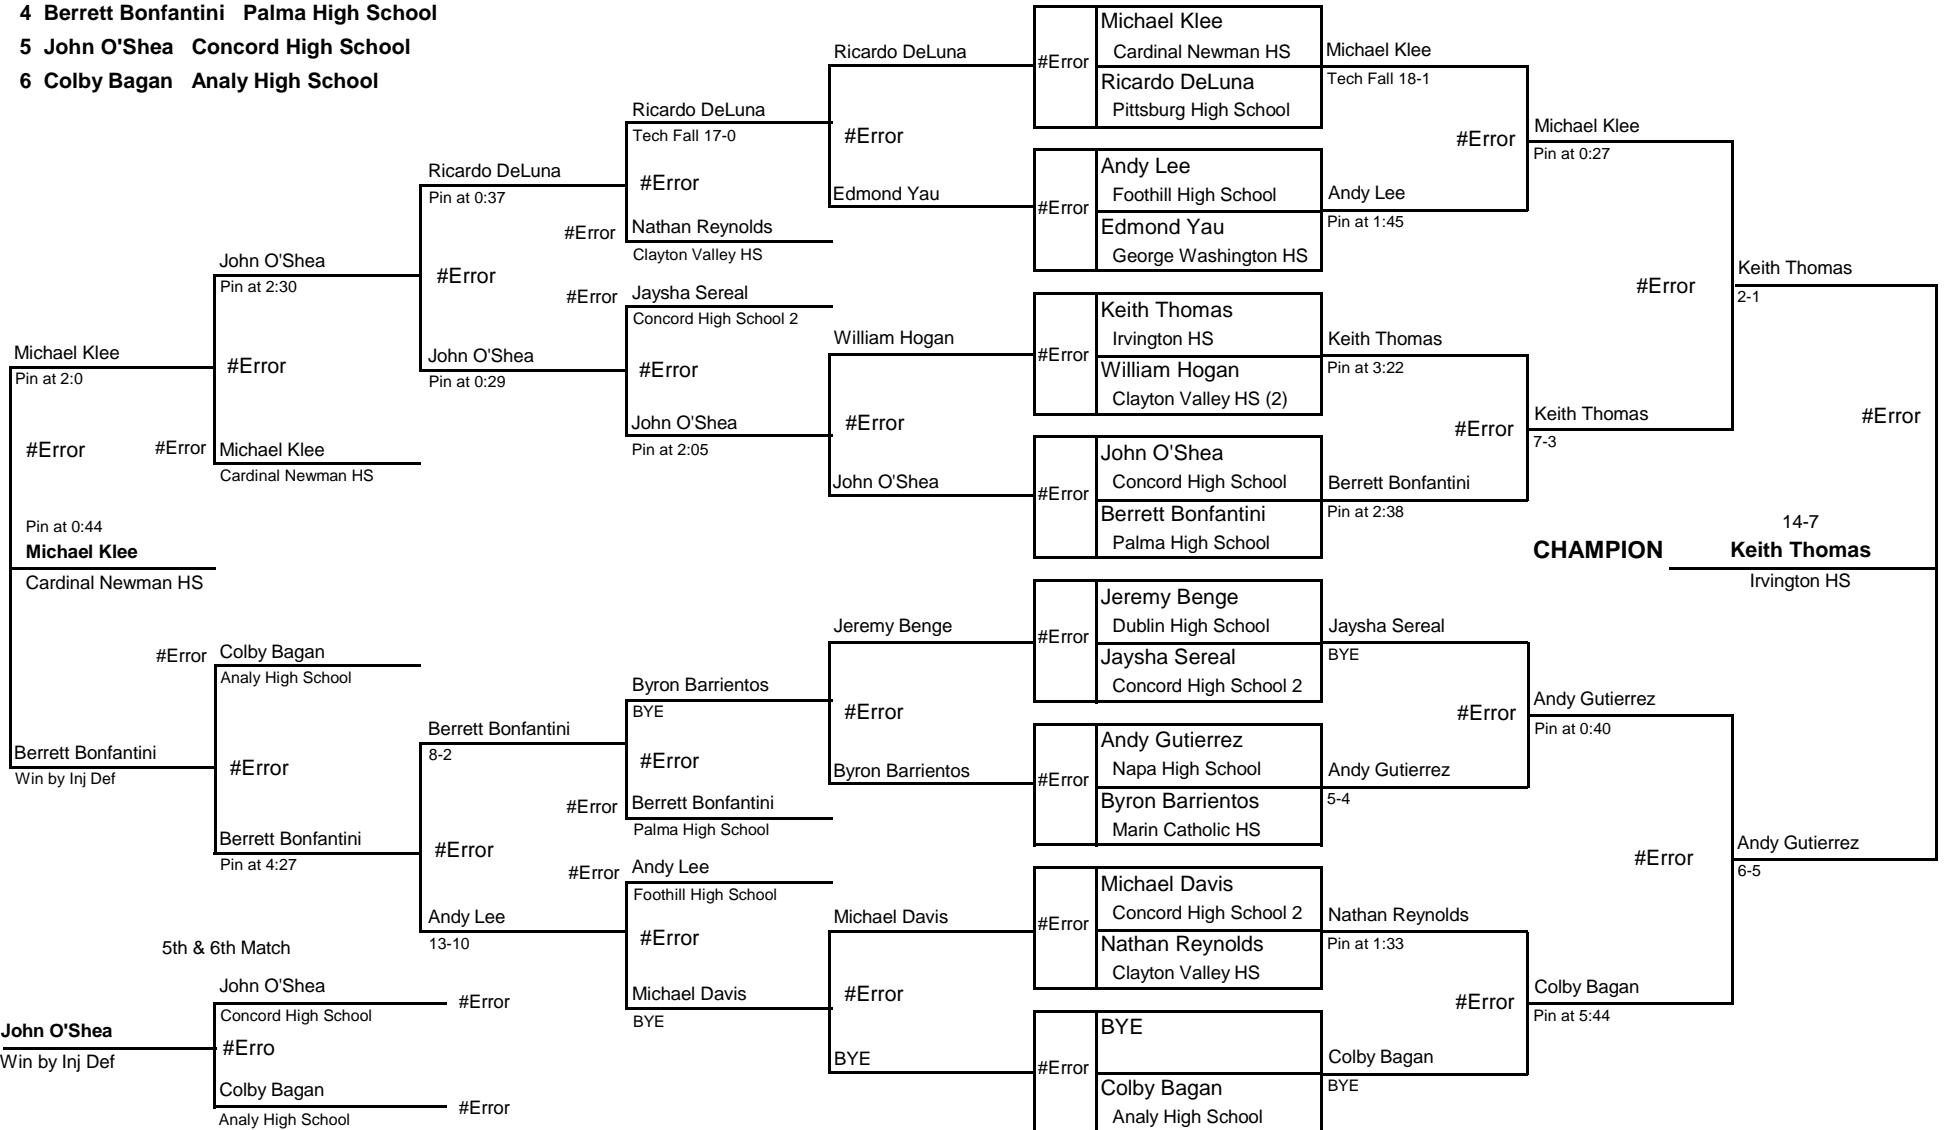 4 Berrett Bonfantini Palma High School
5 John O'Shea Concord High School
6 Colby Bagan Analy High School
Michael Klee
Pin at 2:0
#Error
Pin at 0:44
Michael Klee
Cardinal Newman HS
Berrett Bonfantini
Win by Inj Def
John O'Shea
Pin at 2:30
#Error
#Error
Michael Klee
Cardinal Newman HS
#Error
Colby Bagan
Analy High School
#Error
Berrett Bonfantini
Pin at 4:27
5th & 6th Match
John O'Shea
Concord High School
#Error
John O'Shea
Win by Inj Def
#Erro
Colby Bagan
Analy High School
#Error
Ricardo DeLuna
Pin at 0:37
#Error
John O'Shea
Pin at 0:29
Berrett Bonfantini
8-2
#Error
Andy Lee
13-10
Ricardo DeLuna
Tech Fall 17-0
#Error
#Error
Nathan Reynolds
Clayton Valley HS
#Error
Jaysha Sereal
Concord High School 2
#Error
John O'Shea
Pin at 2:05
Byron Barrientos
BYE
#Error
#Error
Berrett Bonfantini
Palma High School
#Error
Andy Lee
Foothill High School
#Error
Michael Davis
BYE
Ricardo DeLuna
#Error
Edmond Yau
William Hogan
#Error
John O'Shea
Jeremy Benge
#Error
Byron Barrientos
Michael Davis
#Error
BYE
#Error
Michael Klee
Cardinal Newman HS
Ricardo DeLuna
Pittsburg High School
#Error
Andy Lee
Foothill High School
Edmond Yau
George Washington HS
#Error
Keith Thomas
Irvington HS
William Hogan
Clayton Valley HS (2)
#Error
John O'Shea
Concord High School
Berrett Bonfantini
Palma High School
#Error
Jeremy Benge
Dublin High School
Jaysha Sereal
Concord High School 2
#Error
Andy Gutierrez
Napa High School
Byron Barrientos
Marin Catholic HS
#Error
Michael Davis
Concord High School 2
Nathan Reynolds
Clayton Valley HS
#Error
BYE
Colby Bagan
Analy High School
Michael Klee
Tech Fall 18-1
#Error
Andy Lee
Pin at 1:45
Keith Thomas
Pin at 3:22
#Error
Berrett Bonfantini
Pin at 2:38
Jaysha Sereal
BYE
#Error
Andy Gutierrez
5-4
Nathan Reynolds
Pin at 1:33
#Error
Colby Bagan
BYE
Michael Klee
Pin at 0:27
#Error
Keith Thomas
7-3
Andy Gutierrez
Pin at 0:40
#Error
Colby Bagan
Pin at 5:44
Keith Thomas
2-1
#Error
14-7
CHAMPION Keith Thomas
Irvington HS
Andy Gutierrez
6-5